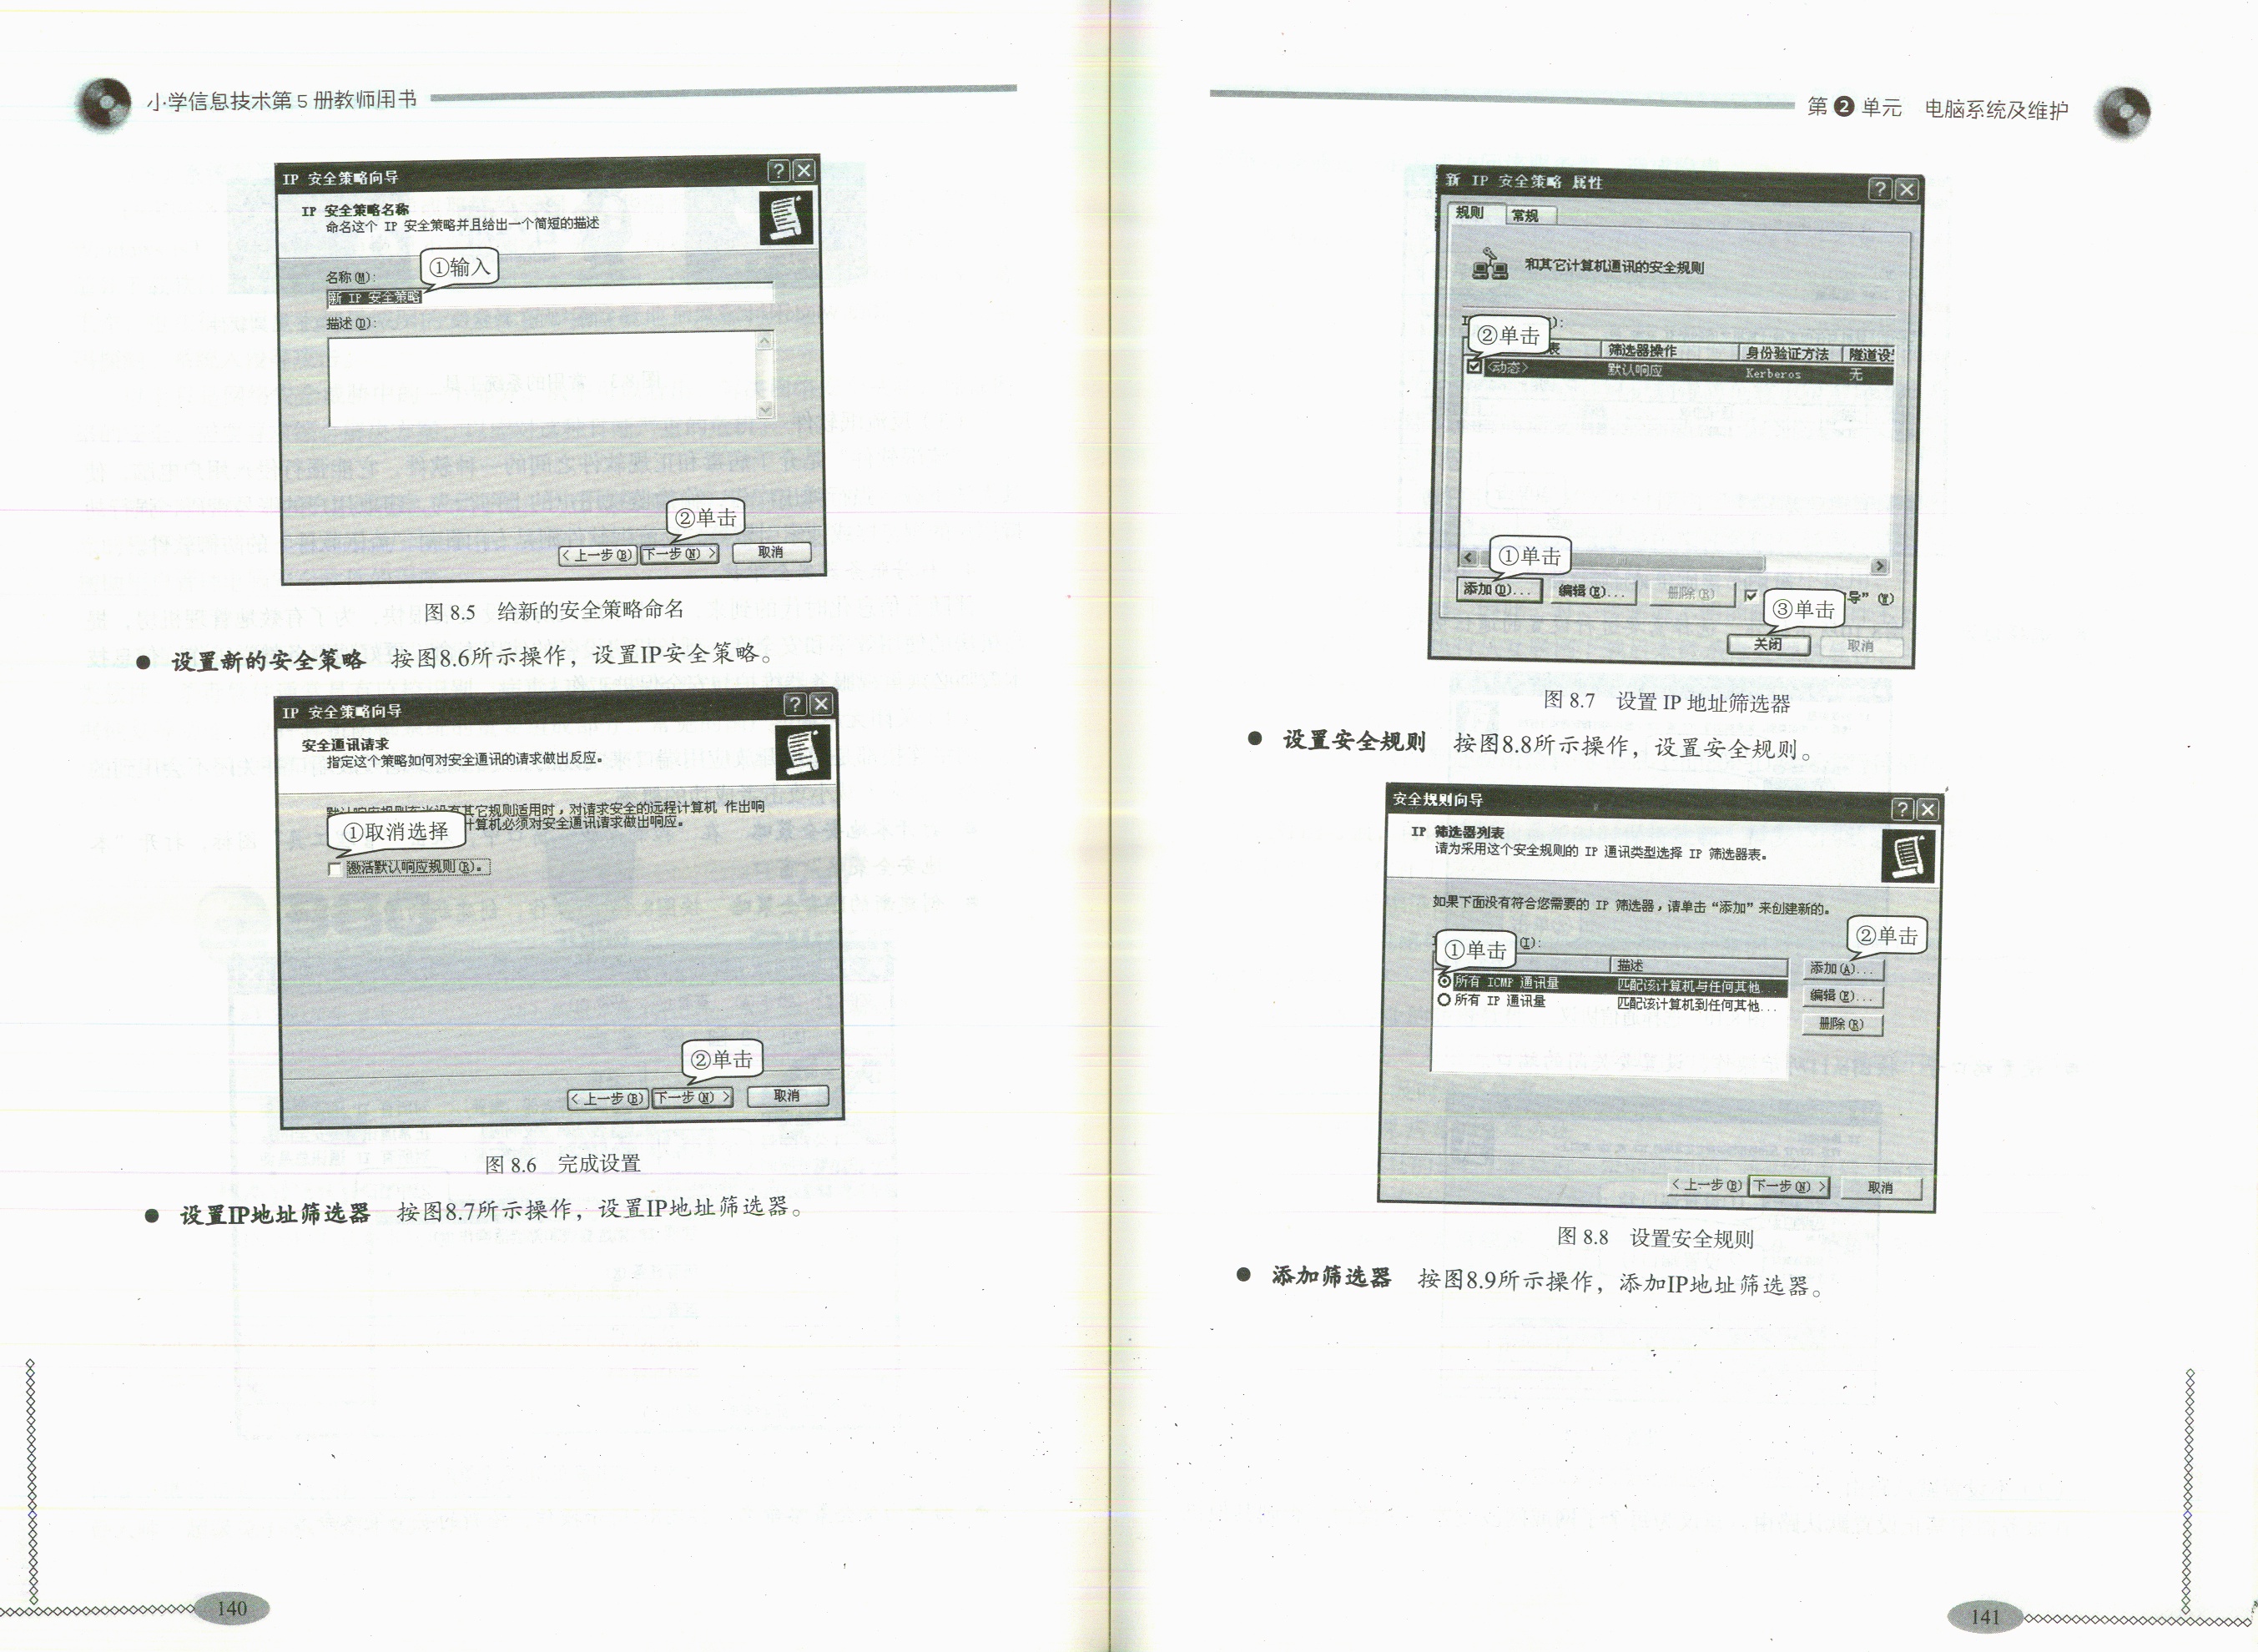 小学信息技术第5册教师用书
IP 安全策略向导
IP 安全策略名称
命名这个 IP 安全策略并且给出一个简短的描述
①输入
名称(M):
新 IP 安全策略
描述(D):
②单击
< 上一步(B) 下一步(N) > 取消
图 8.5 给新的安全策略命名
● 设置新的安全策略 按图8.6所示操作，设置IP安全策略。
IP 安全策略向导
安全通讯请求
指定这个策略如何对安全通讯的请求做出反应。
其它规则适用时，对请求安全的远程计算机 作出响
计算机必须对安全通讯请求做出响应。
①取消选择
激活默认响应规则(R)。
②单击
< 上一步(B) 下一步(N) > 取消
图 8.6 完成设置
● 设置IP地址筛选器 按图8.7所示操作，设置IP地址筛选器。
140
第2单元 电脑系统及维护
新 IP 安全策略 属性
规则 常规
和其它计算机通讯的安全规则
②单击
表 筛选器操作 身份验证方法 隧道设
<动态> 默认响应 Kerberos 无
①单击
添加(D)... 编辑(E)... 删除(R) 导”(W)
③单击
关闭 取消
图 8.7 设置 IP 地址筛选器
● 设置安全规则 按图8.8所示操作，设置安全规则。
安全规则向导
IP 筛选器列表
请为采用这个安全规则的 IP 通讯类型选择 IP 筛选器表。
如果下面没有符合您需要的 IP 筛选器，请单击“添加”来创建新的。
②单击
①单击 (I):
描述 添加(A)...
所有 ICMP 通讯量 匹配该计算机与任何其他...
编辑(E)...
所有 IP 通讯量 匹配该计算机到任何其他...
删除(R)
< 上一步(B) 下一步(N) > 取消
图 8.8 设置安全规则
● 添加筛选器 按图8.9所示操作，添加IP地址筛选器。
141